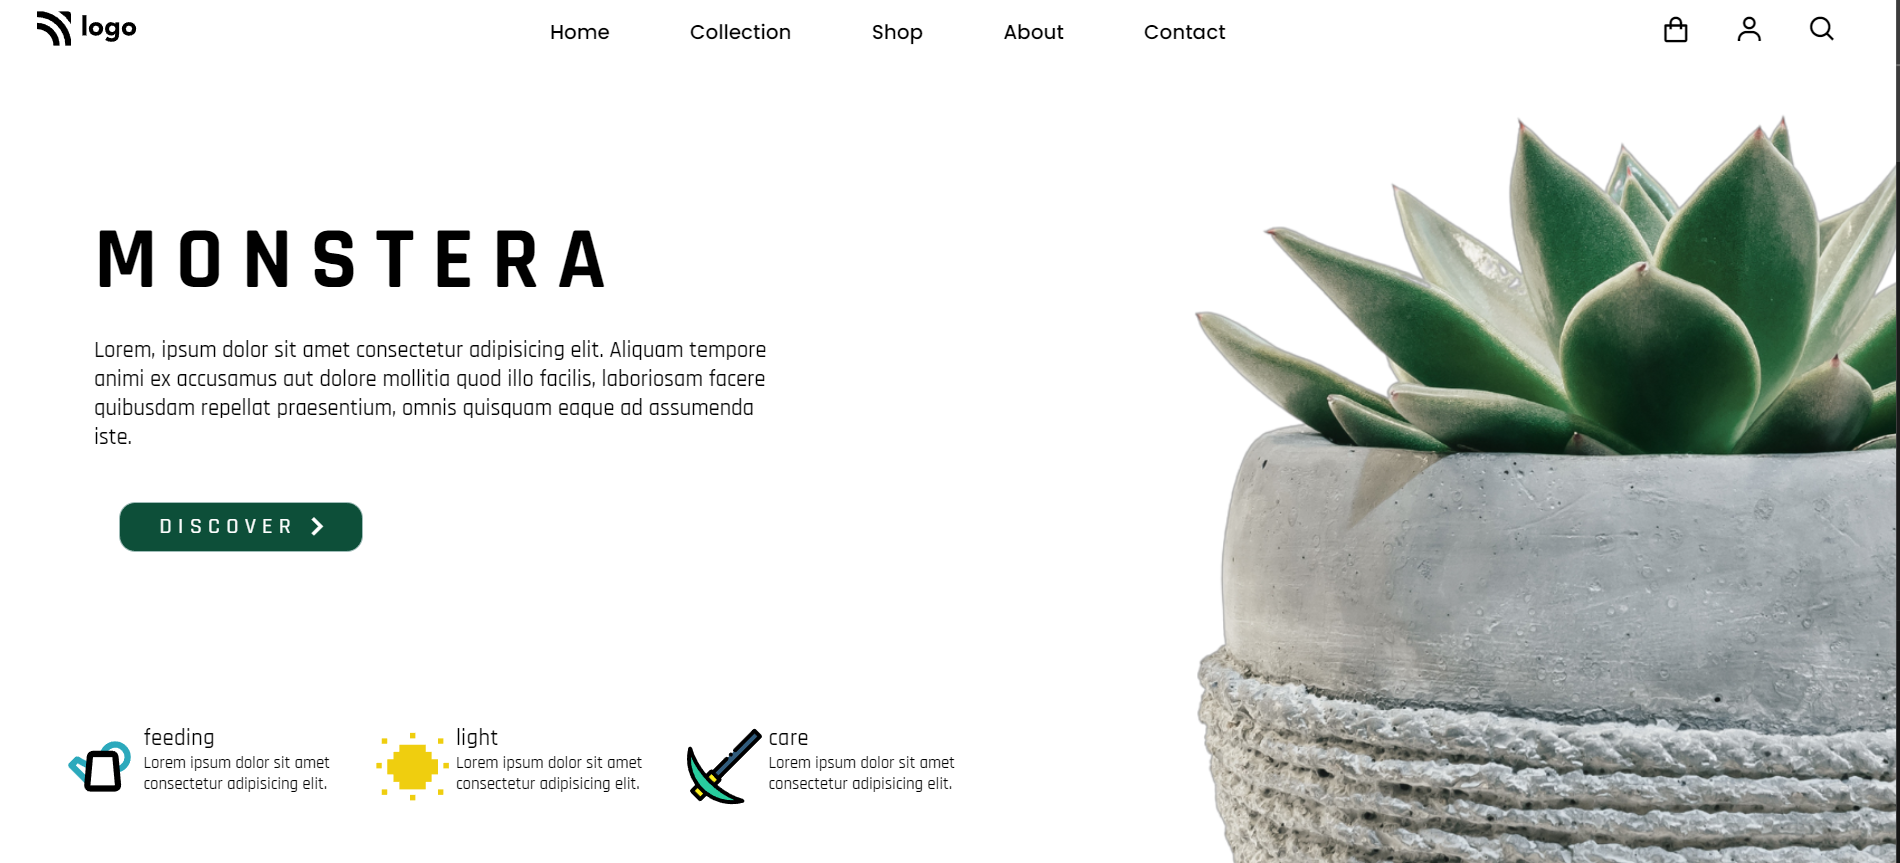 logo
Home
Collection
Shop
About
Contact
MONSTERA
Lorem, ipsum dolor sit amet consectetur adipisicing elit. Aliquam tempore
animi ex accusamus aut dolore mollitia quod illo facilis, laboriosam facere
quibusdam repellat praesentium, omnis quisquam eaque ad assumenda
iste.
DISCOVER
feeding
Lorem ipsum dolor sit amet
consectetur adipisicing elit.
light
Lorem ipsum dolor sit amet
consectetur adipisicing elit.
care
Lorem ipsum dolor sit amet
consectetur adipisicing elit.